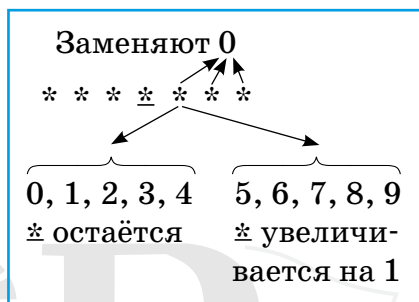 Заменяют 0
* * * * * * *
0, 1, 2, 3, 4
* остаётся
5, 6, 7, 8, 9
* увеличи-
вается на 1